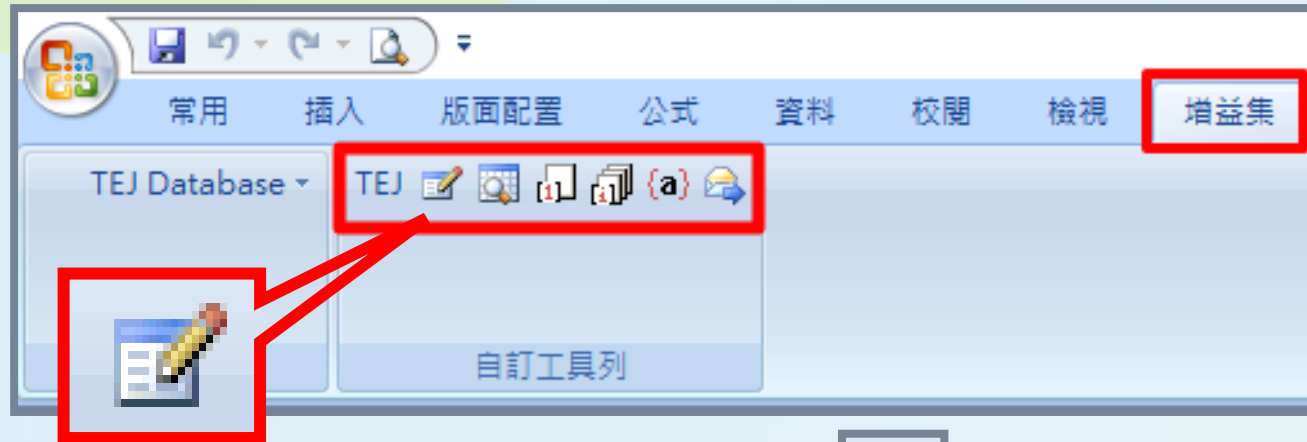 常用 插入 版面配置 公式 資料 校閱 檢視 增益集
TEJ Database TEJ [1] [i] {a}
自訂工具列